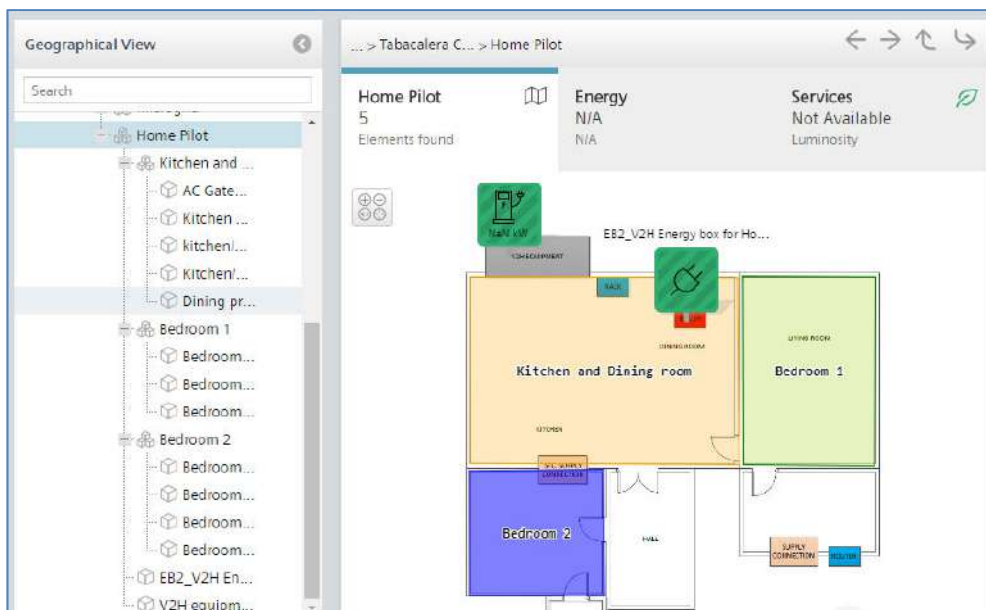 Geographical View
Search
Home Pilot
Kitchen and ...
AC Gate...
Kitchen ...
kitchen/...
Kitchen/...
Dining pr...
Bedroom 1
Bedroom...
Bedroom...
Bedroom...
Bedroom 2
Bedroom...
Bedroom...
Bedroom...
Bedroom...
EB2_V2H En...
V2H equipm...
... > Tabacalera C... > Home Pilot
Home Pilot
5
Elements found
Energy
N/A
N/A
Services
Not Available
Luminosity
NaN kW
EB2_V2H Energy box for Ho...
V2H EQUIPMENT
RACK
DINING ROOM
LIVING ROOM
Kitchen and Dining room
Bedroom 1
KITCHEN
SUPPLY
CONNECTION
Bedroom 2
HALL
SUPPLY
CONNECTION
ROUTER